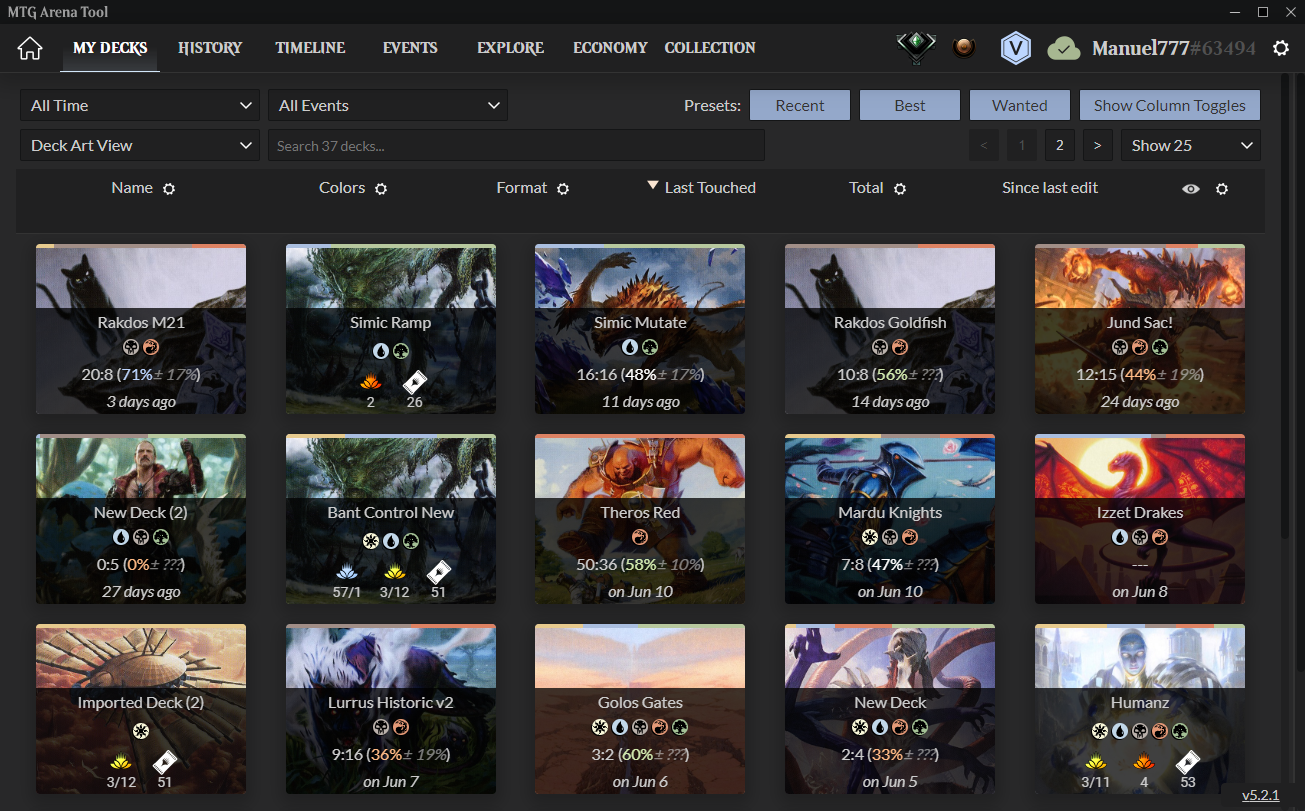 MTG Arena Tool
MY DECKS HISTORY TIMELINE EVENTS EXPLORE ECONOMY COLLECTION V Manuel777#63494
All Time All Events Presets: Recent Best Wanted Show Column Toggles
Deck Art View Search 37 decks... < 1 2 > Show 25
Name Colors Format Last Touched Total Since last edit
Rakdos M21 Simic Ramp Simic Mutate Rakdos Goldfish Jund Sac!
20:8 (71%± 17%) 16:16 (48%± 17%) 10:8 (56%± ???) 12:15 (44%± 19%)
3 days ago 2 26 11 days ago 14 days ago 24 days ago
New Deck (2) Bant Control New Theros Red Mardu Knights Izzet Drakes
0:5 (0%± ???) 50:36 (58%± 10%) 7:8 (47%± ???) ---
27 days ago 57/1 3/12 51 on Jun 10 on Jun 10 on Jun 8
Imported Deck (2) Lurrus Historic v2 Golos Gates New Deck Humanz
9:16 (36%± 19%) 3:2 (60%± ???) 2:4 (33%± ???)
3/12 51 on Jun 7 on Jun 6 on Jun 5 3/11 4 53
v5.2.1